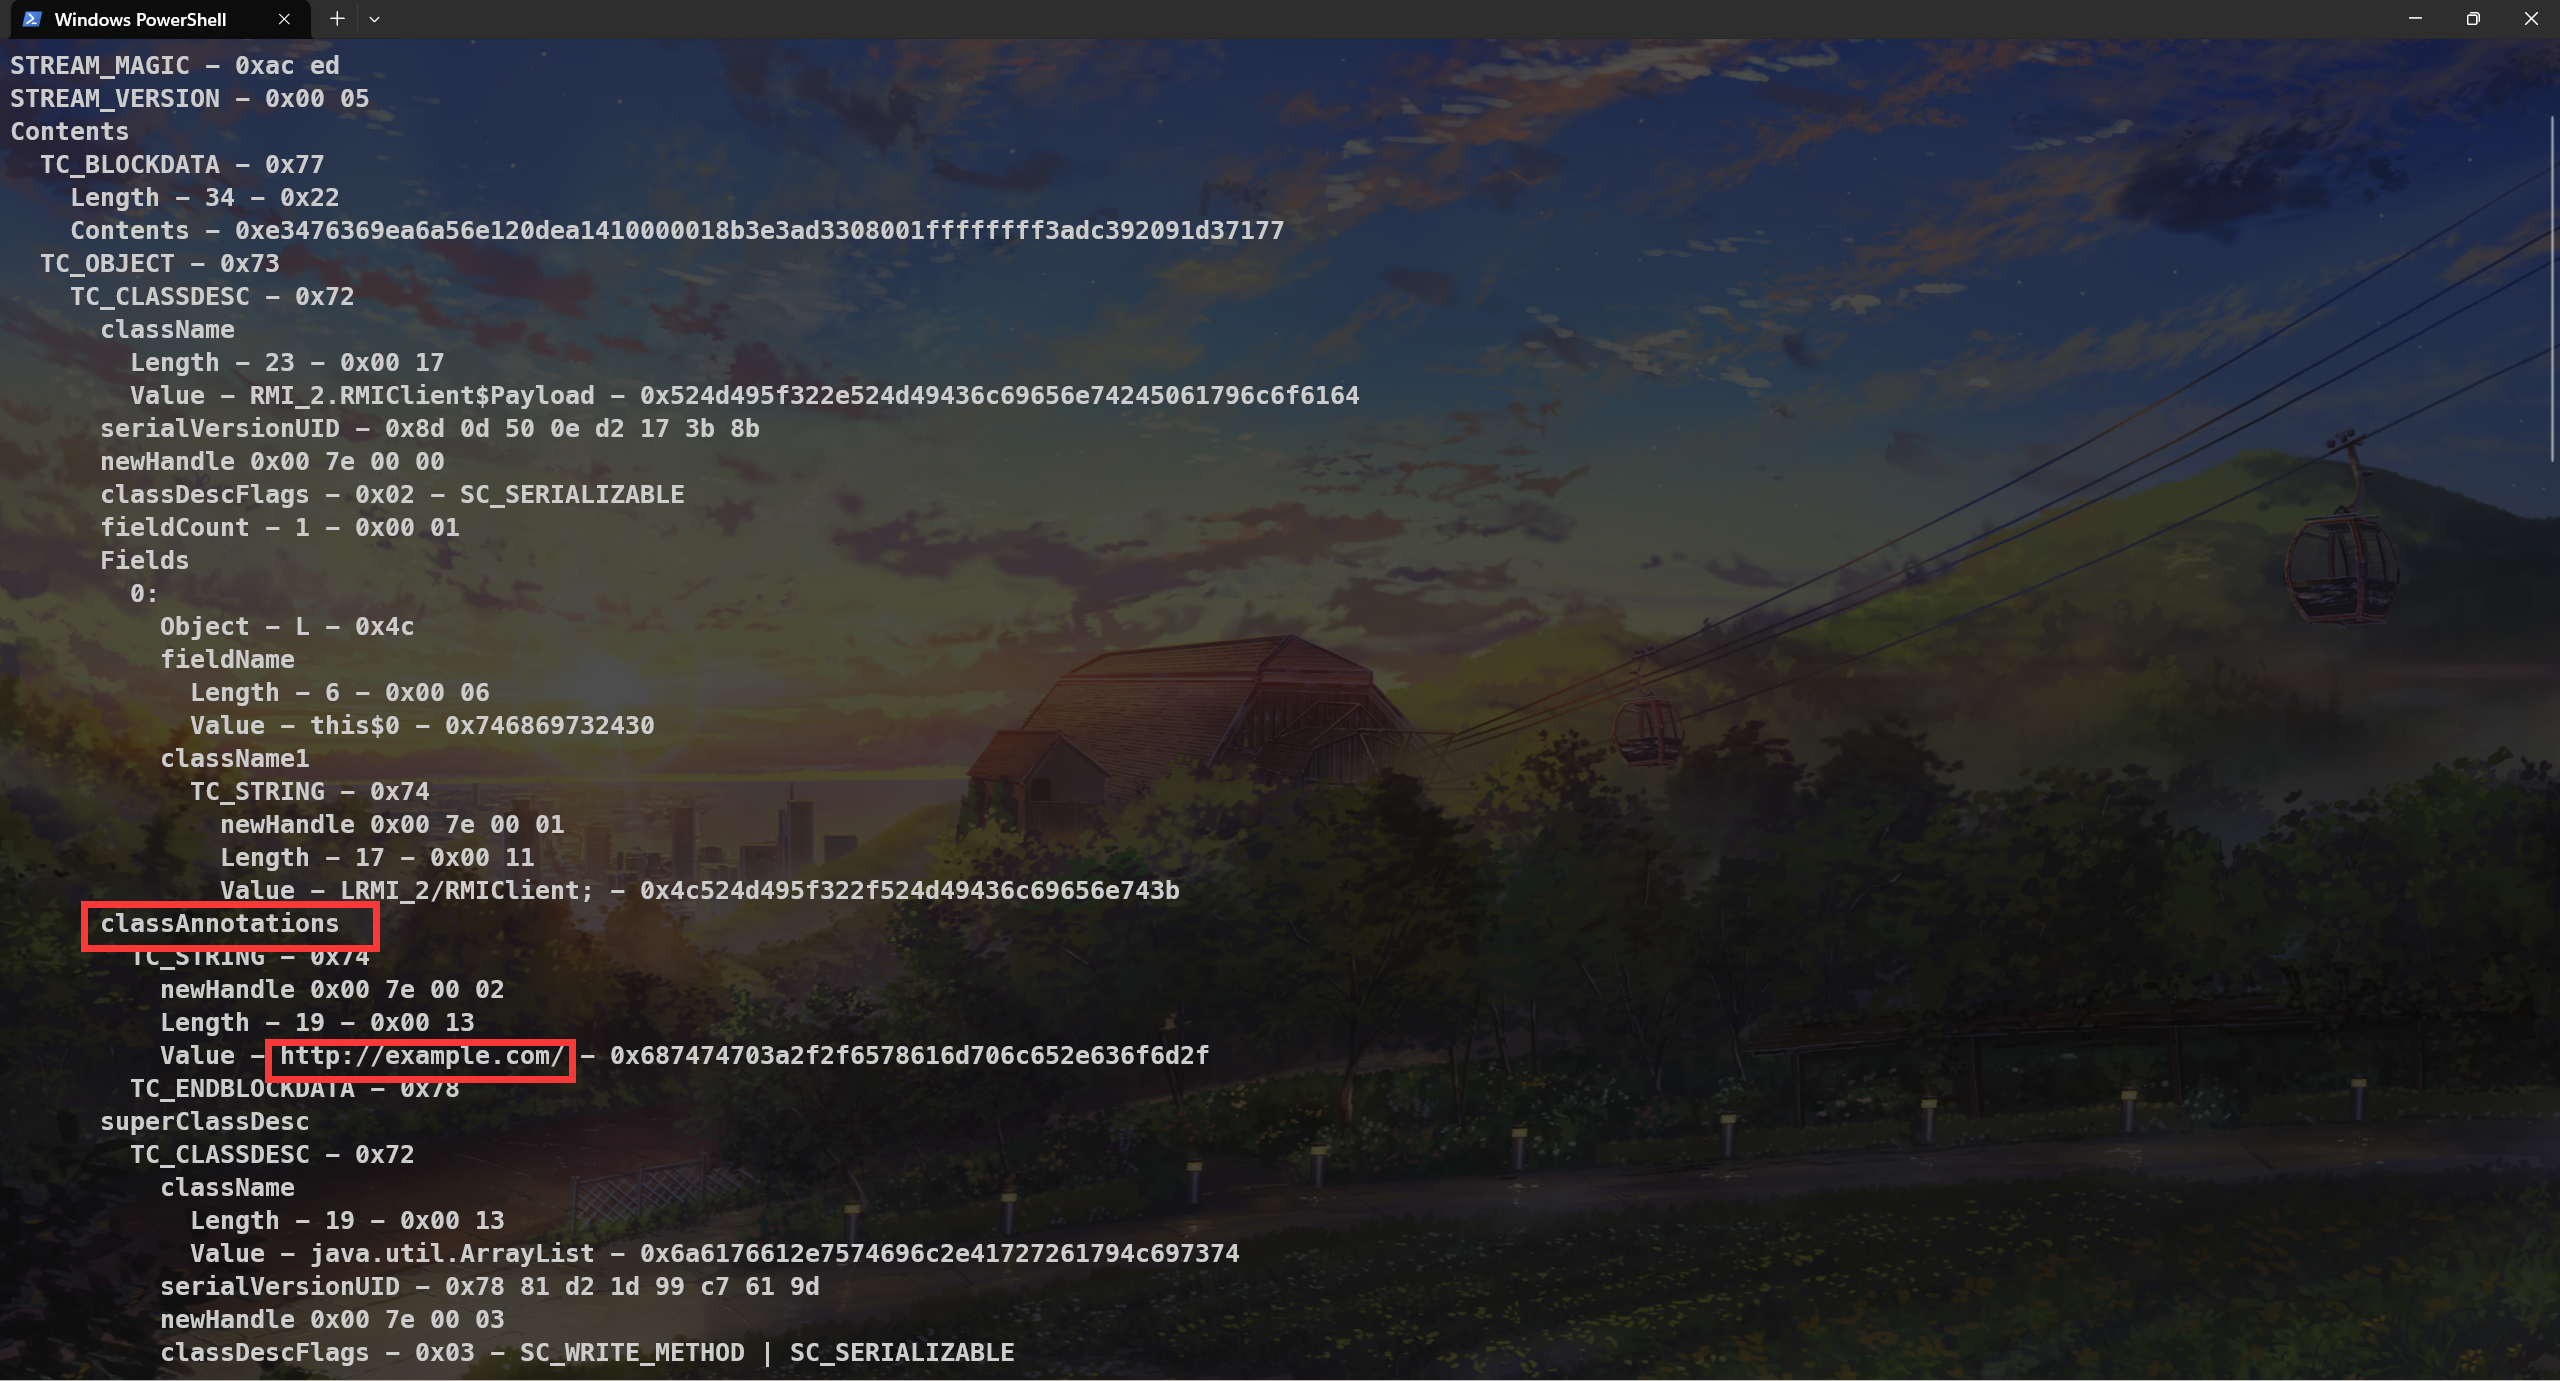 Windows PowerShell
STREAM_MAGIC - 0xac ed
STREAM_VERSION - 0x00 05
Contents
TC_BLOCKDATA - 0x77
Length - 34 - 0x22
Contents - 0xe3476369ea6a56e120dea1410000018b3e3ad3308001ffffffff3adc392091d37177
TC_OBJECT - 0x73
TC_CLASSDESC - 0x72
className
Length - 23 - 0x00 17
Value - RMI_2.RMIClient$Payload - 0x524d495f322e524d49436c69656e74245061796c6f6164
serialVersionUID - 0x8d 0d 50 0e d2 17 3b 8b
newHandle 0x00 7e 00 00
classDescFlags - 0x02 - SC_SERIALIZABLE
fieldCount - 1 - 0x00 01
Fields
0:
Object - L - 0x4c
fieldName
Length - 6 - 0x00 06
Value - this$0 - 0x746869732430
className1
TC_STRING - 0x74
newHandle 0x00 7e 00 01
Length - 17 - 0x00 11
Value - LRMI_2/RMIClient; - 0x4c524d495f322f524d49436c69656e743b
classAnnotations
TC_STRING - 0x74
newHandle 0x00 7e 00 02
Length - 19 - 0x00 13
Value - http://example.com/ - 0x687474703a2f2f6578616d706c652e636f6d2f
TC_ENDBLOCKDATA - 0x78
superClassDesc
TC_CLASSDESC - 0x72
className
Length - 19 - 0x00 13
Value - java.util.ArrayList - 0x6a6176612e7574696c2e41727261794c697374
serialVersionUID - 0x78 81 d2 1d 99 c7 61 9d
newHandle 0x00 7e 00 03
classDescFlags - 0x03 - SC_WRITE_METHOD | SC_SERIALIZABLE